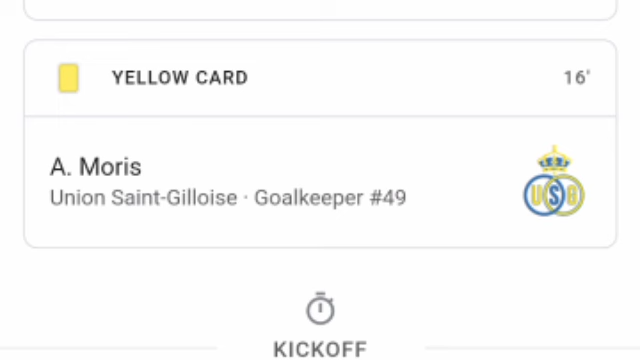 YELLOW CARD 16'
A. Moris
Union Saint-Gilloise · Goalkeeper #49
USG
KICKOFF